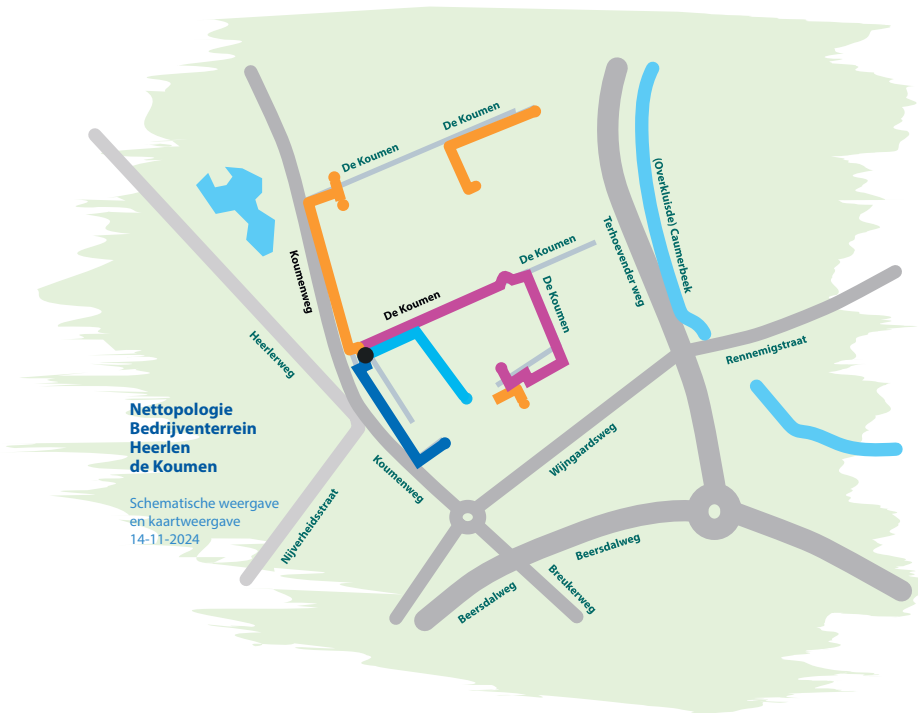 De Koumen
De Koumen
(Overkluisde) Caumerbeek
Terhoevender weg
De Koumen
Koumenweg
De Koumen
De Koumen
Heerlerweg
Rennemigstraat
Nettopologie
Bedrijventerrein
Heerlen
de Koumen
Wijngaardsweg
Koumenweg
Schematische weergave
en kaartweergave
14-11-2024
Nijverheidsstraat
Beersdalweg
Breukerweg
Beersdalweg